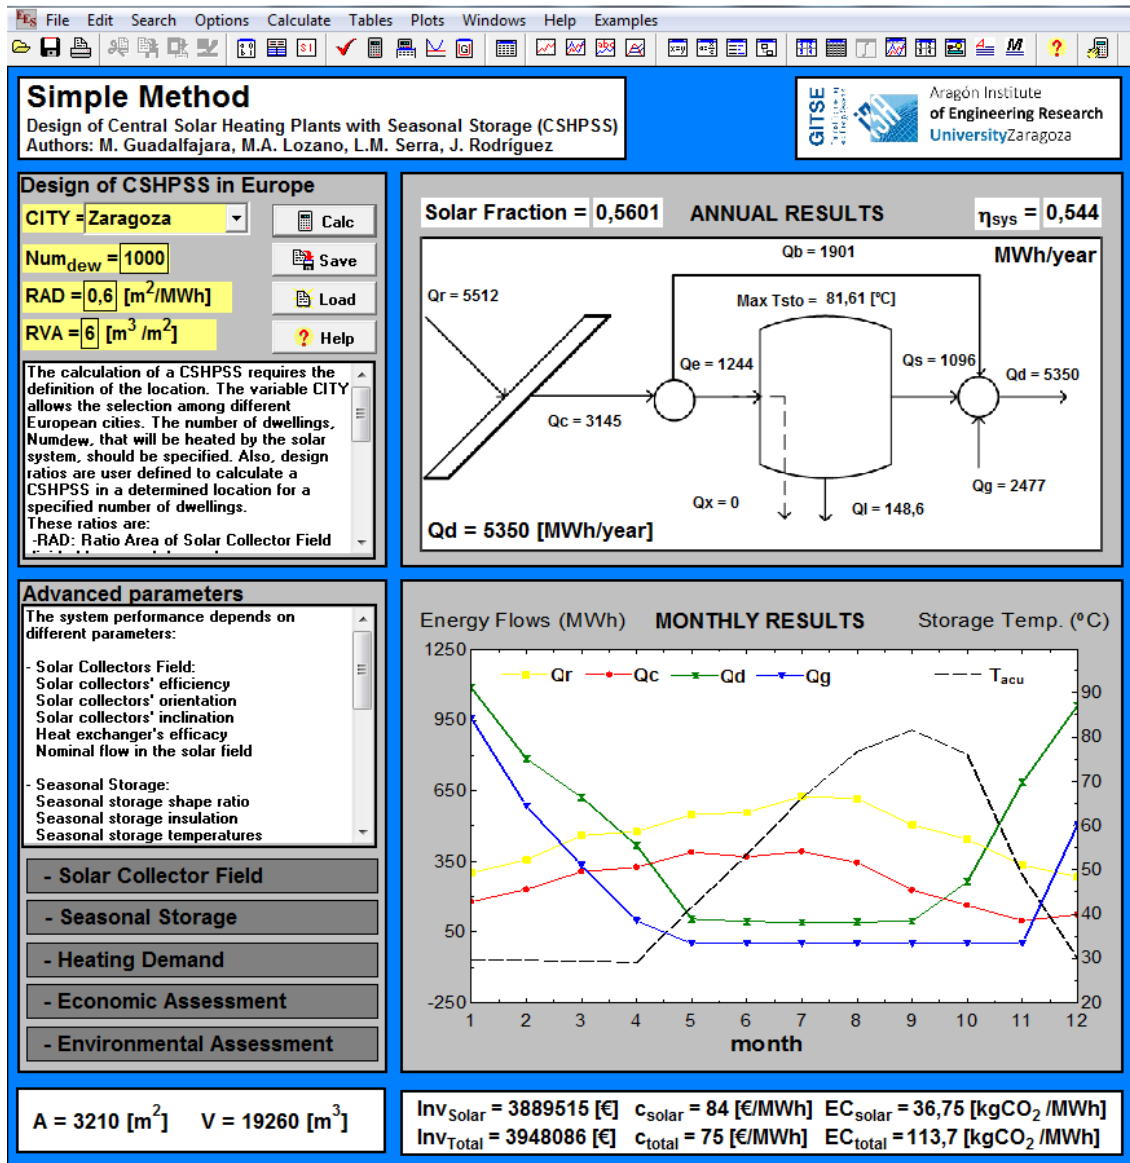 File Edit Search Options Calculate Tables Plots Windows Help Examples
Simple Method
Design of Central Solar Heating Plants with Seasonal Storage (CSHPSS)
Authors: M. Guadalfajara, M.A. Lozano, L.M. Serra, J. Rodríguez
GITSE
Aragón Institute
of Engineering Research
UniversityZaragoza
Design of CSHPSS in Europe
CITY = Zaragoza
Calc
Num_dew = 1000
Save
RAD = 0,6 [m²/MWh]
Load
RVA = 6 [m³ /m²]
Help
The calculation of a CSHPSS requires the
definition of the location. The variable CITY
allows the selection among different
European cities. The number of dwellings,
Numdew, that will be heated by the solar
system, should be specified. Also, design
ratios are user defined to calculate a
CSHPSS in a determined location for a
specified number of dwellings.
These ratios are:
-RAD: Ratio Area of Solar Collector Field
Solar Fraction = 0,5601 ANNUAL RESULTS ηsys = 0,544
Qb = 1901 MWh/year
Qr = 5512
Max Tsto = 81,61 [ºC]
Qe = 1244
Qs = 1096
Qd = 5350
Qc = 3145
Qg = 2477
Qx = 0
Ql = 148,6
Qd = 5350 [MWh/year]
Advanced parameters
The system performance depends on
different parameters:
- Solar Collectors Field:
Solar collectors' efficiency
Solar collectors' orientation
Solar collectors' inclination
Heat exchanger's efficacy
Nominal flow in the solar field
- Seasonal Storage:
Seasonal storage shape ratio
Seasonal storage insulation
Seasonal storage temperatures
- Solar Collector Field
- Seasonal Storage
- Heating Demand
- Economic Assessment
- Environmental Assessment
Energy Flows (MWh) MONTHLY RESULTS Storage Temp. (ºC)
Qr Qc Qd Qg T_acu
1250
950
650
350
50
-250
90
80
70
60
50
40
30
20
1 2 3 4 5 6 7 8 9 10 11 12
month
A = 3210 [m²] V = 19260 [m³]
Inv_Solar = 3889515 [€] c_solar = 84 [€/MWh] EC_solar = 36,75 [kgCO₂ /MWh]
Inv_Total = 3948086 [€] c_total = 75 [€/MWh] EC_total = 113,7 [kgCO₂ /MWh]